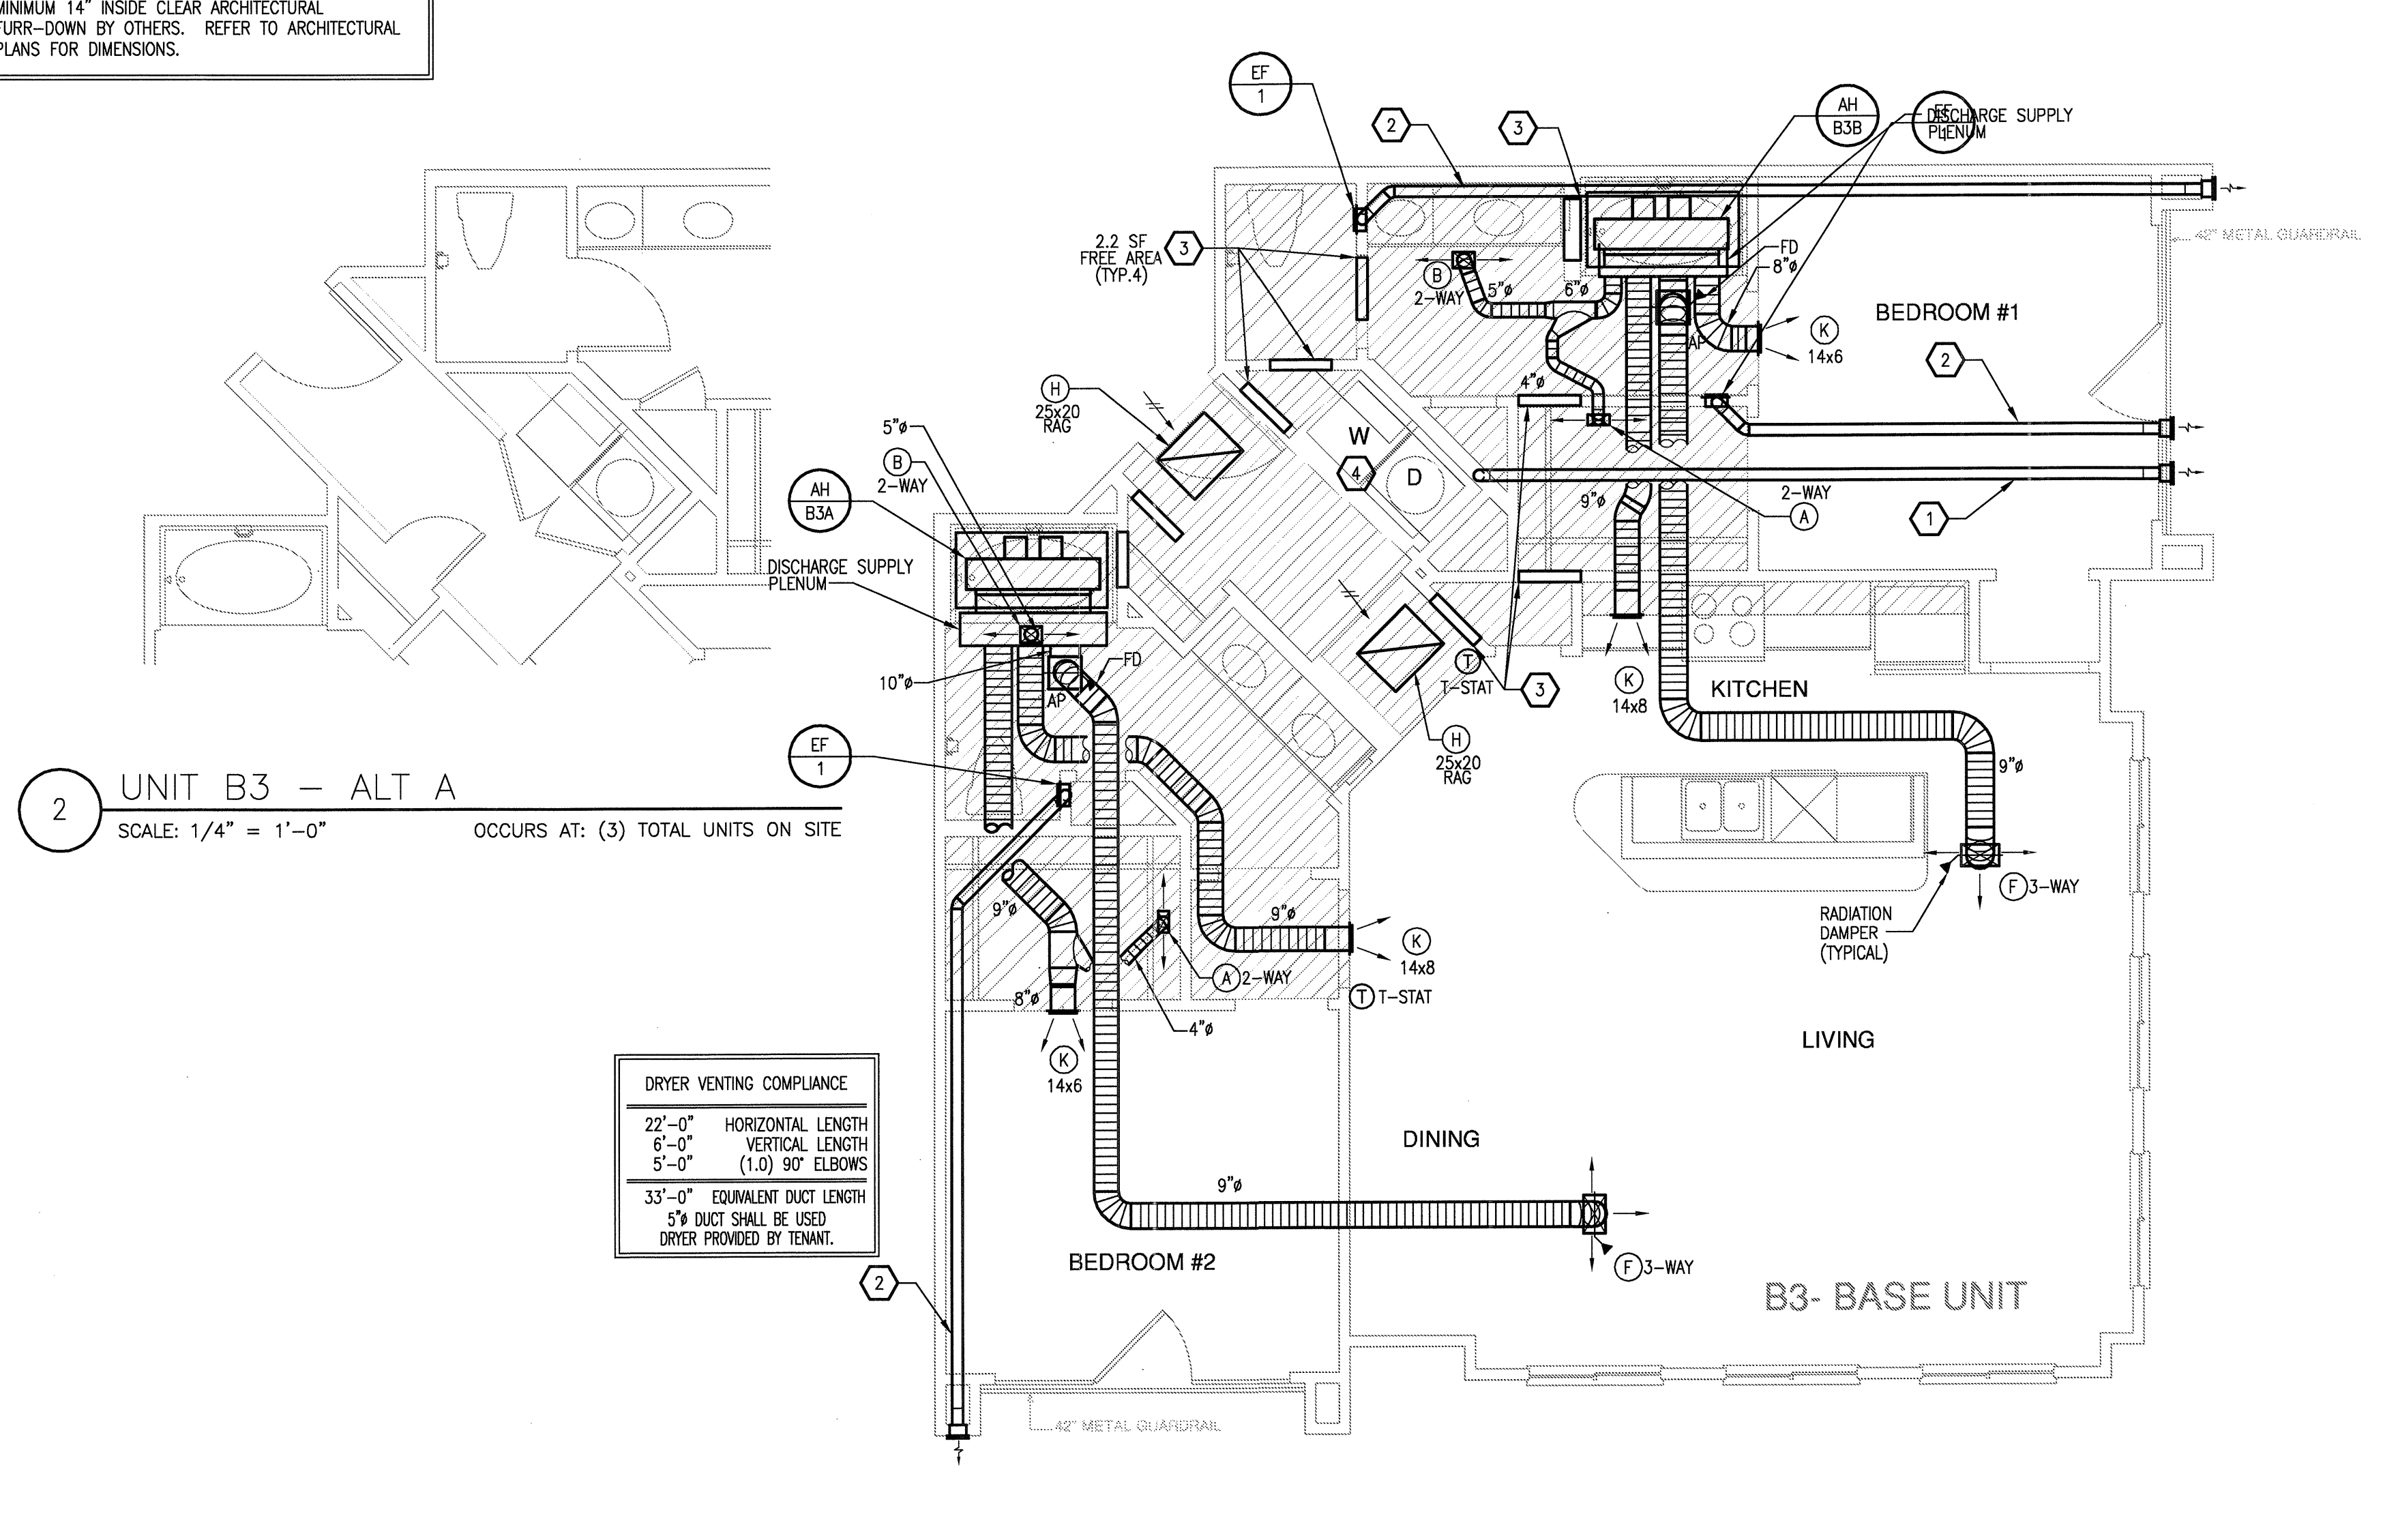 MINIMUM 14" INSIDE CLEAR ARCHITECTURAL
FURR-DOWN BY OTHERS. REFER TO ARCHITECTURAL
PLANS FOR DIMENSIONS.
EF
1
2
3
AH
B3B
DISCHARGE SUPPLY
PLENUM
EF
1
42" METAL GUARDRAIL
2.2 SF
FREE AREA
(TYP.4)
3
B
2-WAY
5"ø
6"ø
FD
8"ø
BEDROOM #1
K
14x6
AP
2
H
25x20
RAG
4"ø
W
4
D
5"ø
B
2-WAY
AH
B3A
9"ø
2-WAY
A
1
DISCHARGE SUPPLY
PLENUM
10"ø
FD
AP
T
T-STAT
3
K
14x8
KITCHEN
H
25x20
RAG
EF
1
9"ø
2
UNIT B3 - ALT A
SCALE: 1/4" = 1'-0"
OCCURS AT: (3) TOTAL UNITS ON SITE
F 3-WAY
RADIATION
DAMPER
(TYPICAL)
9"ø
9"ø
K
14x8
A 2-WAY
T T-STAT
8"ø
4"ø
K
14x6
LIVING
DRYER VENTING COMPLIANCE
22'-0" HORIZONTAL LENGTH
6'-0" VERTICAL LENGTH
5'-0" (1.0) 90° ELBOWS
33'-0" EQUIVALENT DUCT LENGTH
5"ø DUCT SHALL BE USED
DRYER PROVIDED BY TENANT.
DINING
9"ø
BEDROOM #2
F 3-WAY
2
B3- BASE UNIT
42" METAL GUARDRAIL